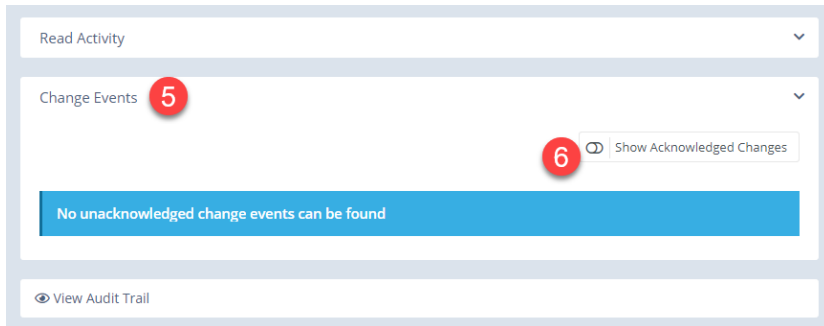 Read Activity
Change Events 5
6 Show Acknowledged Changes
No unacknowledged change events can be found
View Audit Trail